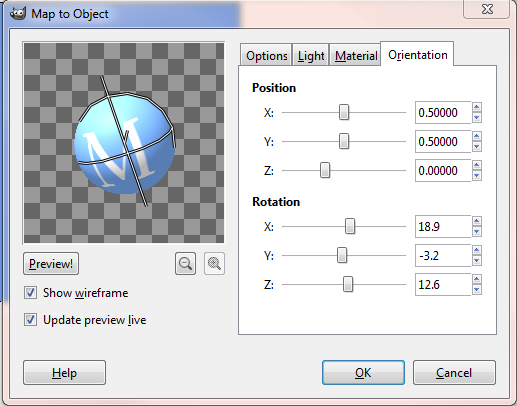 Map to Object
Options Light Material Orientation
M
Position
X: 0.50000
Y: 0.50000
Z: 0.00000
Preview!
Show wireframe
Update preview live
Rotation
X: 18.9
Y: -3.2
Z: 12.6
Help OK Cancel